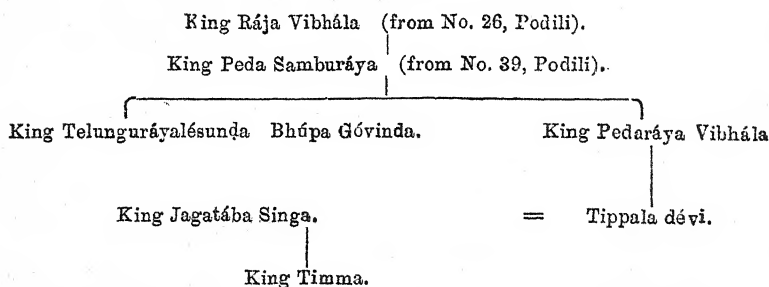 King Rája Vibhála (from No. 26, Podili).
King Peda Samburáya (from No. 39, Podili).
King Telunguráyalésunda Bhúpa Góvinda. King Pedaráya Vibhála
King Jagatába Singa. = Tippala dévi.
King Timma.